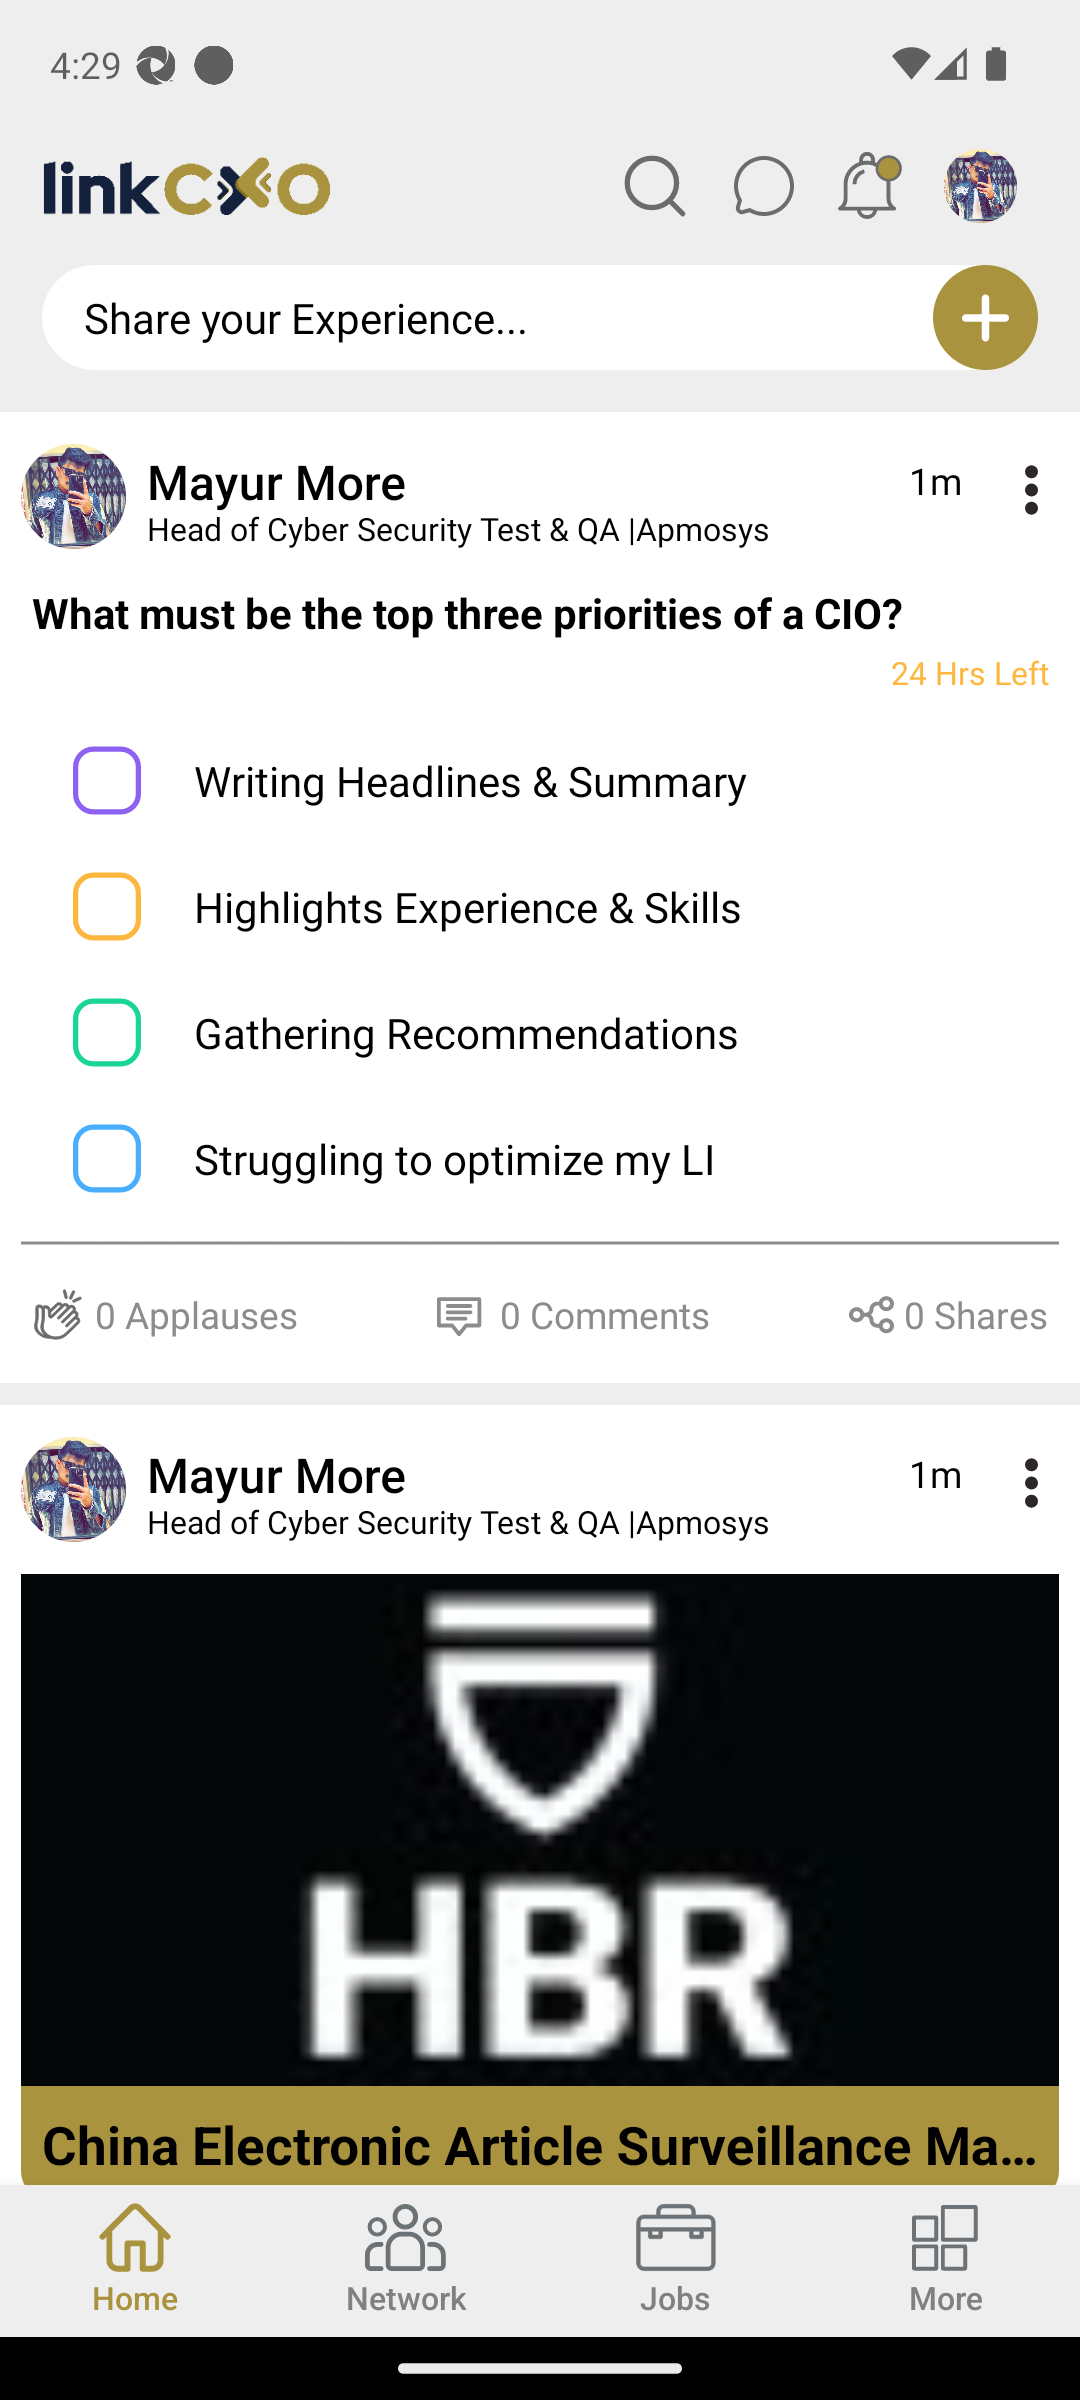 4:29
linkCXO
Share your Experience...
Mayur More
1m
Head of Cyber Security Test & QA |Apmosys
What must be the top three priorities of a CIO?
24 Hrs Left
Writing Headlines & Summary
Highlights Experience & Skills
Gathering Recommendations
Struggling to optimize my LI
0 Applauses
0 Comments
0 Shares
Mayur More
1m
Head of Cyber Security Test & QA |Apmosys
HBR
China Electronic Article Surveillance Ma...
Home
Network
Jobs
More